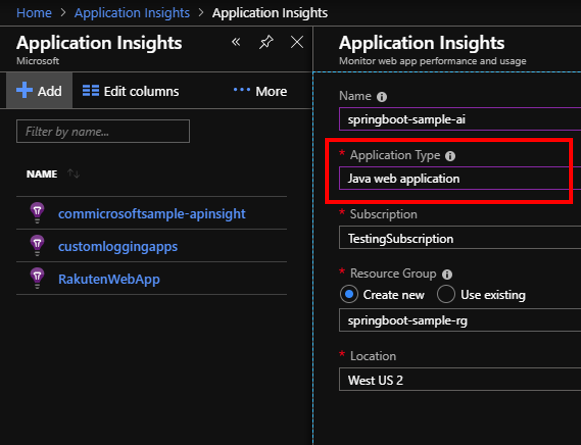 Home > Application Insights > Application Insights
Application Insights
Microsoft
Add
Edit columns
More
Filter by name...
NAME
commicrosoftsample-apinsight
customloggingapps
RakutenWebApp
Application Insights
Monitor web app performance and usage
Name
springboot-sample-ai
* Application Type
Java web application
* Subscription
TestingSubscription
* Resource Group
Create new Use existing
springboot-sample-rg
* Location
West US 2